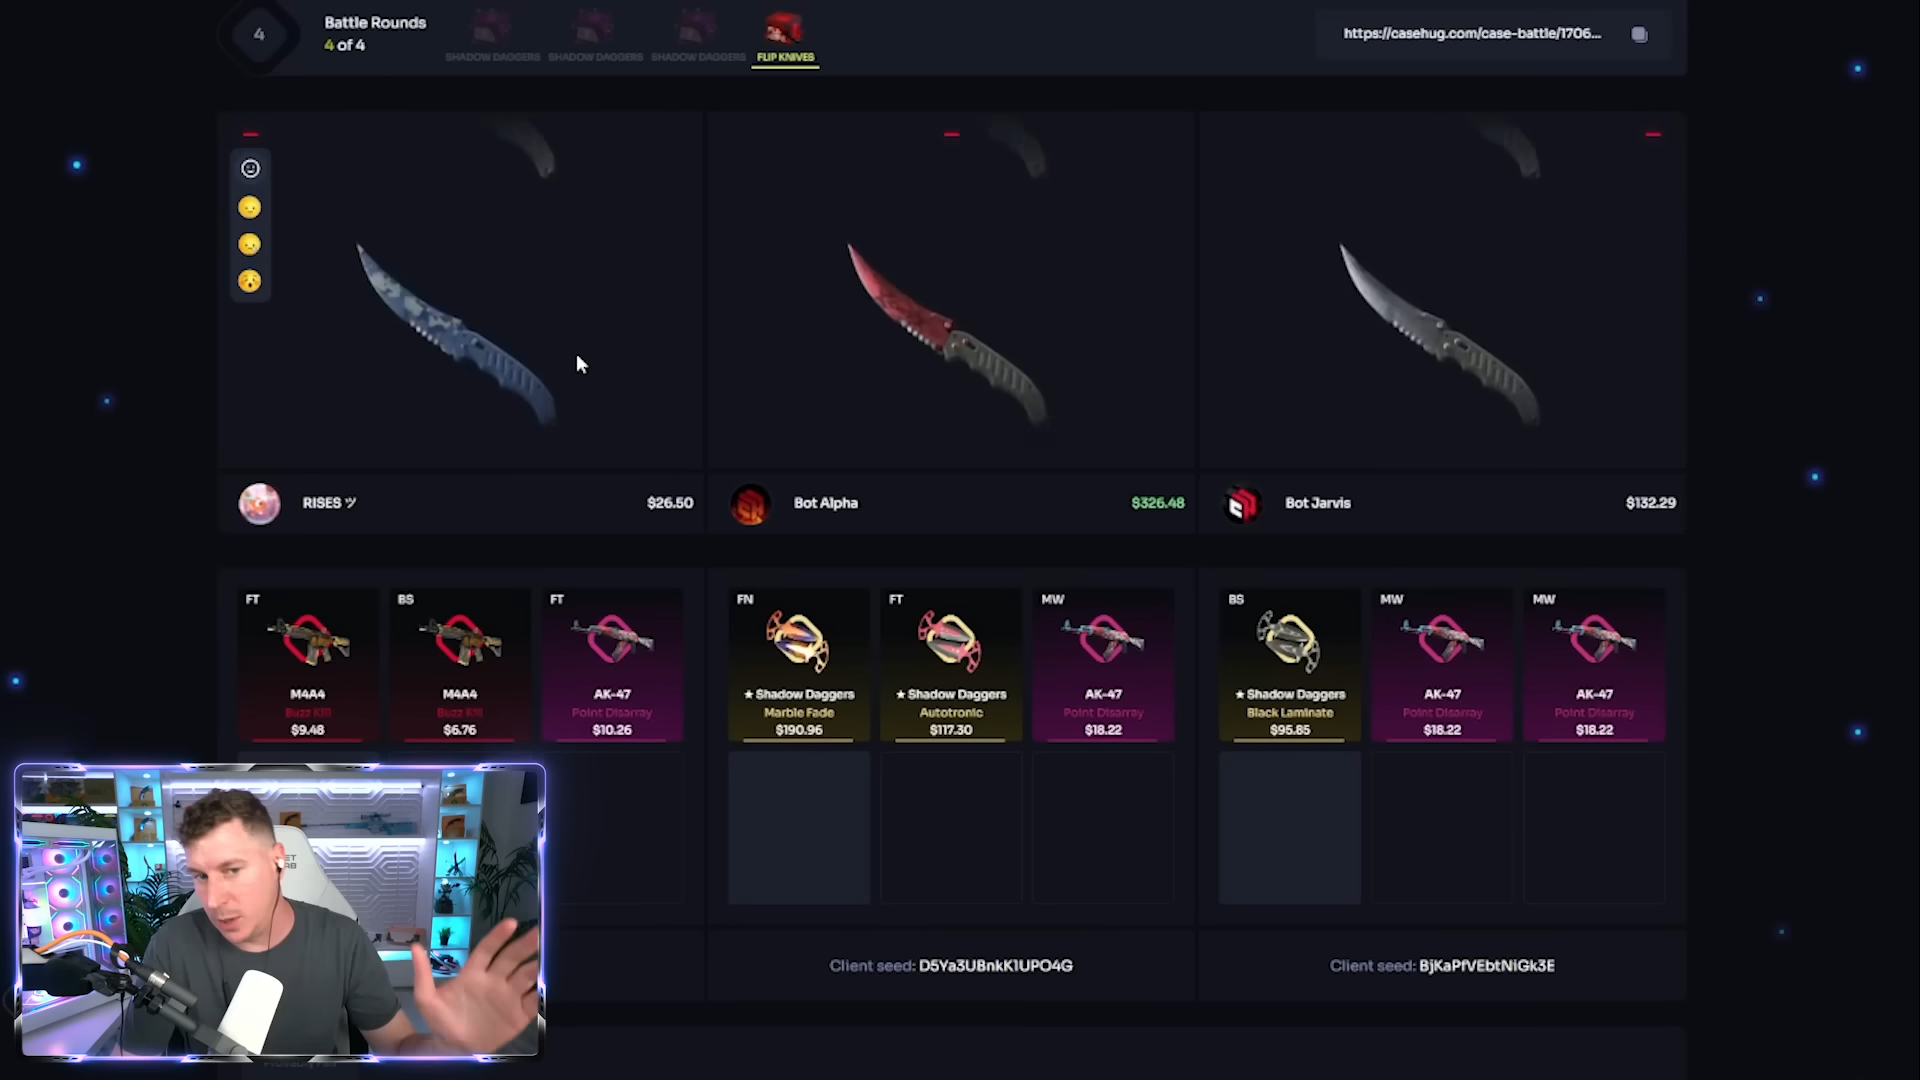 4
Battle Rounds
4 of 4
SHADOW DAGGERS
SHADOW DAGGERS
SHADOW DAGGERS
FLIP KNIVES
https://casehug.com/case-battle/1706...
RISES ツ
$26.50
Bot Alpha
$326.48
Bot Jarvis
$132.29
FT
M4A4
Buzz Kill
$9.48
BS
M4A4
Buzz Kill
$6.76
FT
AK-47
Point Disarray
$10.26
FN
★ Shadow Daggers
Marble Fade
$190.96
FT
★ Shadow Daggers
Autotronic
$117.30
MW
AK-47
Point Disarray
$18.22
BS
★ Shadow Daggers
Black Laminate
$95.85
MW
AK-47
Point Disarray
$18.22
MW
AK-47
Point Disarray
$18.22
Client seed: D5Ya3UBnkK1UPO4G
Client seed: BjKaPfVEbtNiGk3E